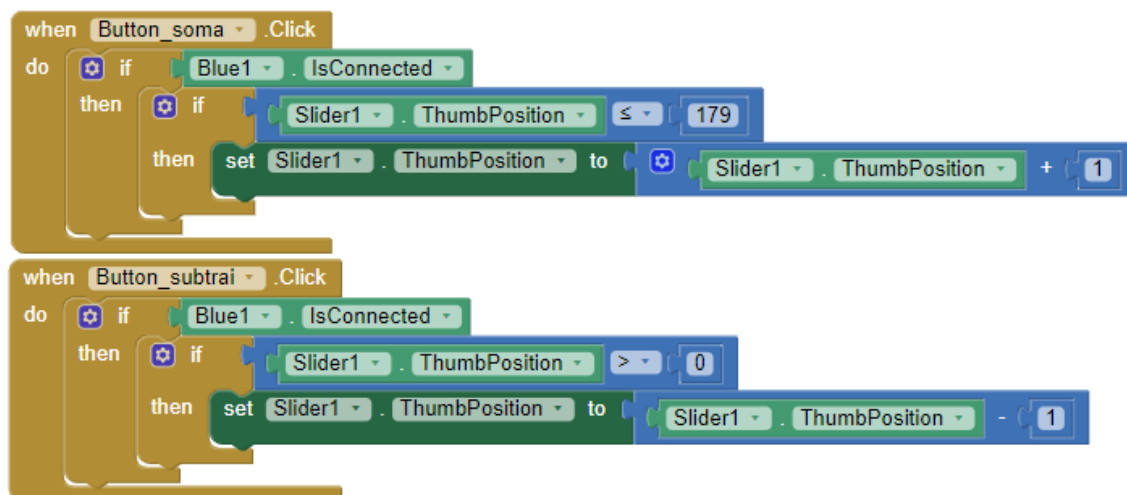 when Button_soma .Click
do if Blue1 . IsConnected
then if Slider1 . ThumbPosition ≤ 179
then set Slider1 . ThumbPosition to Slider1 . ThumbPosition + 1
when Button_subtrai .Click
do if Blue1 . IsConnected
then if Slider1 . ThumbPosition > 0
then set Slider1 . ThumbPosition to Slider1 . ThumbPosition - 1